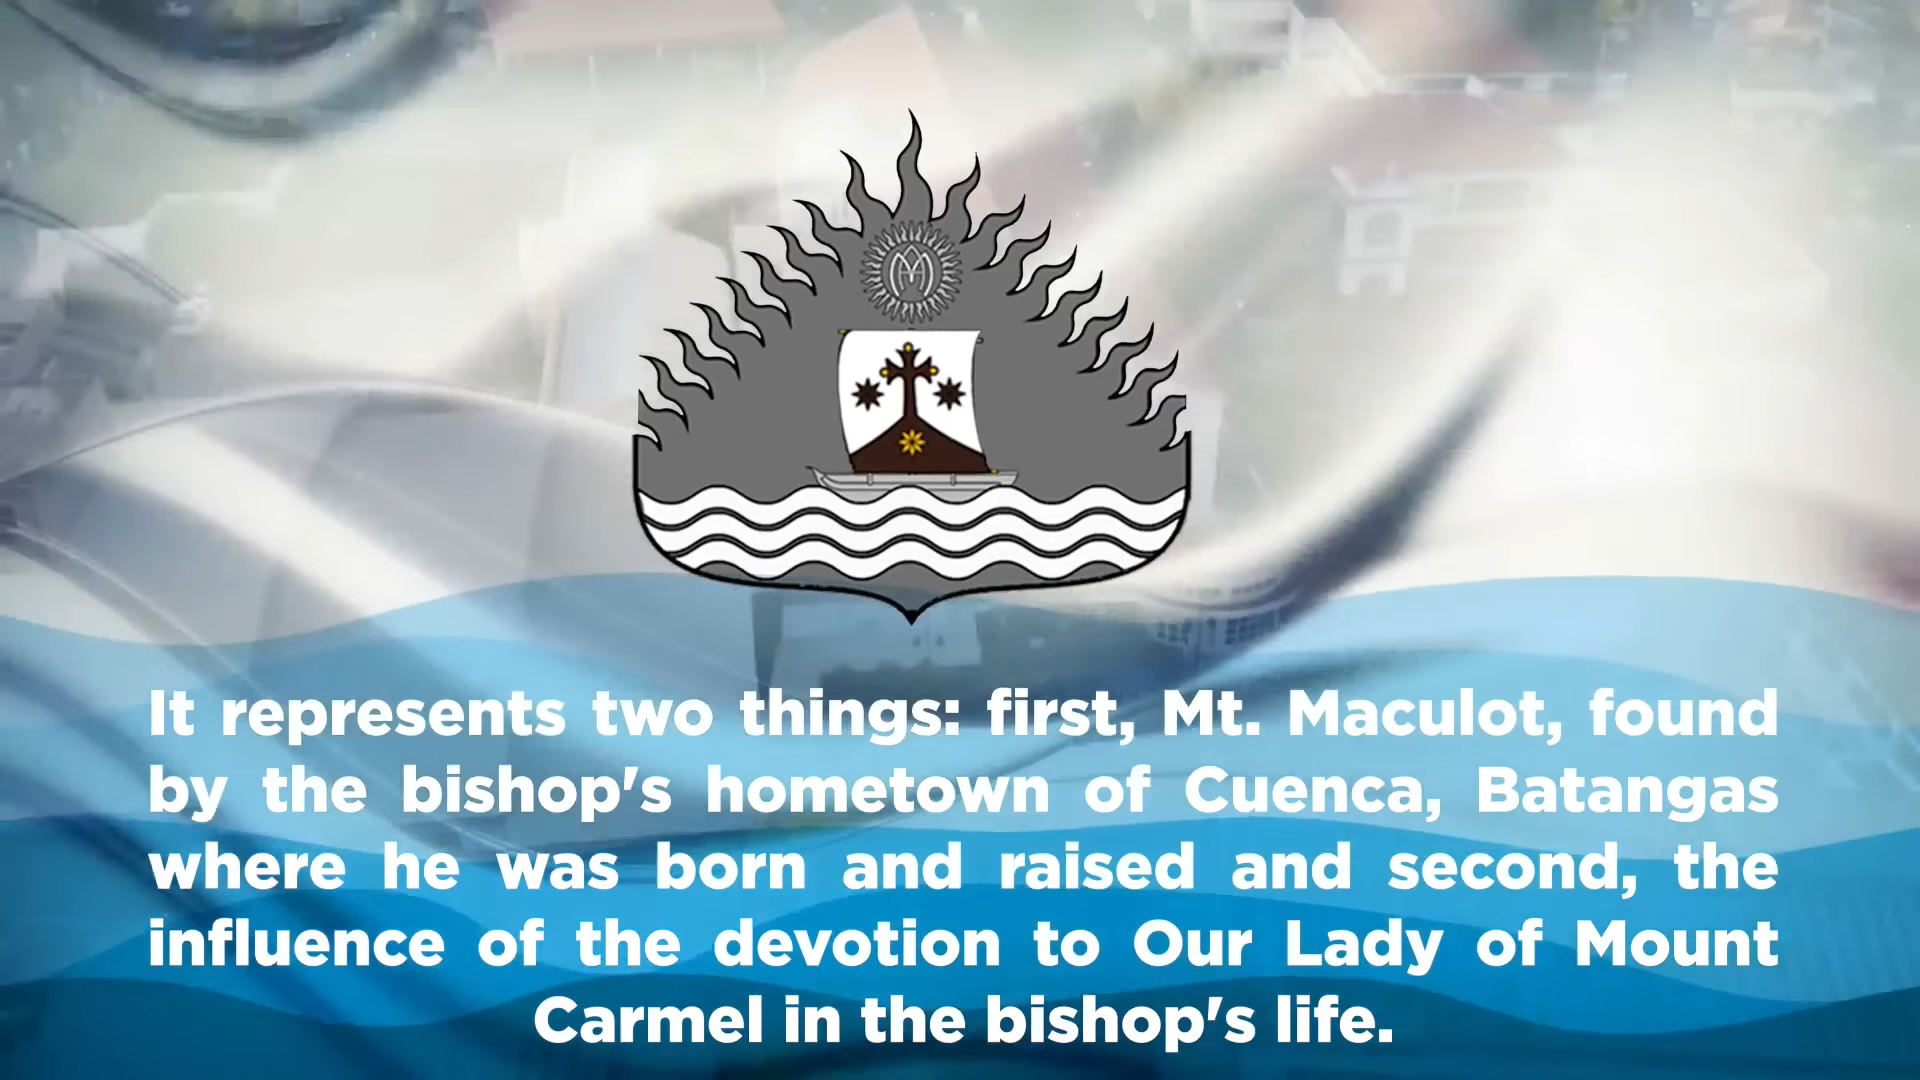 It represents two things: first, Mt. Maculot, found
by the bishop's hometown of Cuenca, Batangas
where he was born and raised and second, the
influence of the devotion to Our Lady of Mount
Carmel in the bishop's life.